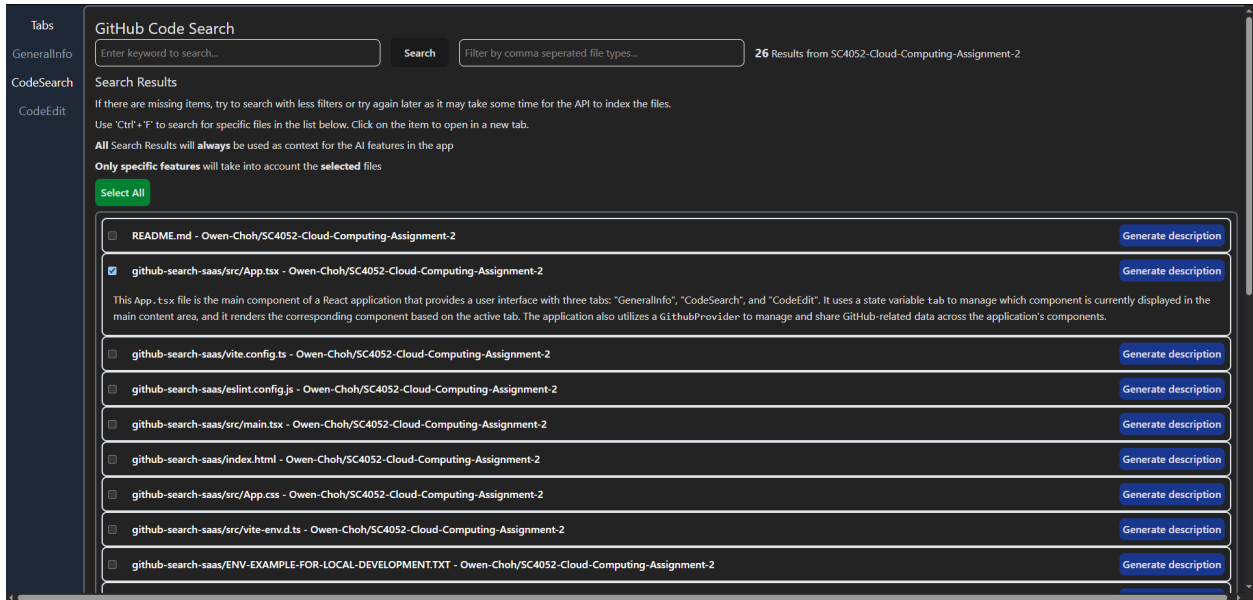 Tabs
GeneralInfo
CodeSearch
CodeEdit
GitHub Code Search
Enter keyword to search...
Search
Filter by comma seperated file types...
26 Results from SC4052-Cloud-Computing-Assignment-2
Search Results
If there are missing items, try to search with less filters or try again later as it may take some time for the API to index the files.
Use 'Ctrl'+'F' to search for specific files in the list below. Click on the item to open in a new tab.
All Search Results will always be used as context for the AI features in the app
Only specific features will take into account the selected files
Select All
README.md - Owen-Choh/SC4052-Cloud-Computing-Assignment-2
Generate description
github-search-saas/src/App.tsx - Owen-Choh/SC4052-Cloud-Computing-Assignment-2
Generate description
This App.tsx file is the main component of a React application that provides a user interface with three tabs: "GeneralInfo", "CodeSearch", and "CodeEdit". It uses a state variable tab to manage which component is currently displayed in the
main content area, and it renders the corresponding component based on the active tab. The application also utilizes a GithubProvider to manage and share GitHub-related data across the application's components.
github-search-saas/vite.config.ts - Owen-Choh/SC4052-Cloud-Computing-Assignment-2
Generate description
github-search-saas/eslint.config.js - Owen-Choh/SC4052-Cloud-Computing-Assignment-2
Generate description
github-search-saas/src/main.tsx - Owen-Choh/SC4052-Cloud-Computing-Assignment-2
Generate description
github-search-saas/index.html - Owen-Choh/SC4052-Cloud-Computing-Assignment-2
Generate description
github-search-saas/src/App.css - Owen-Choh/SC4052-Cloud-Computing-Assignment-2
Generate description
github-search-saas/src/vite-env.d.ts - Owen-Choh/SC4052-Cloud-Computing-Assignment-2
Generate description
github-search-saas/ENV-EXAMPLE-FOR-LOCAL-DEVELOPMENT.TXT - Owen-Choh/SC4052-Cloud-Computing-Assignment-2
Generate description